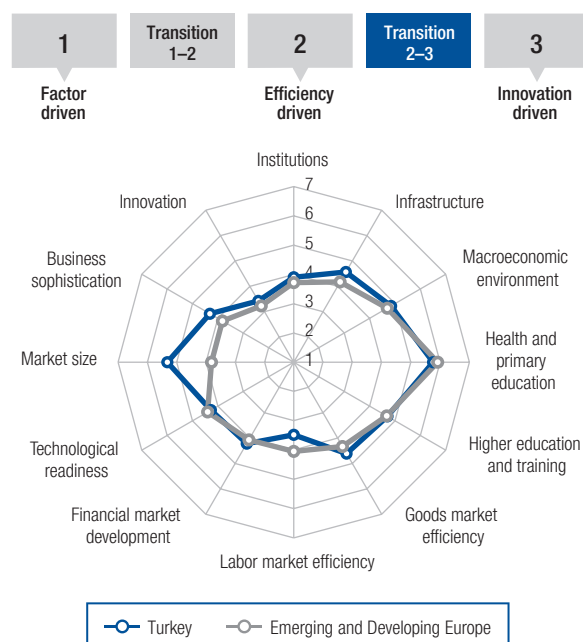 1
Transition
1–2
2
Transition
2–3
3
Factor
driven
Efficiency
driven
Innovation
driven
Institutions
7
6
5
4
3
2
1
Infrastructure
Macroeconomic
environment
Health and
primary
education
Higher education
and training
Goods market
efficiency
Labor market efficiency
Financial market
development
Technological
readiness
Market size
Business
sophistication
Innovation
Turkey
Emerging and Developing Europe